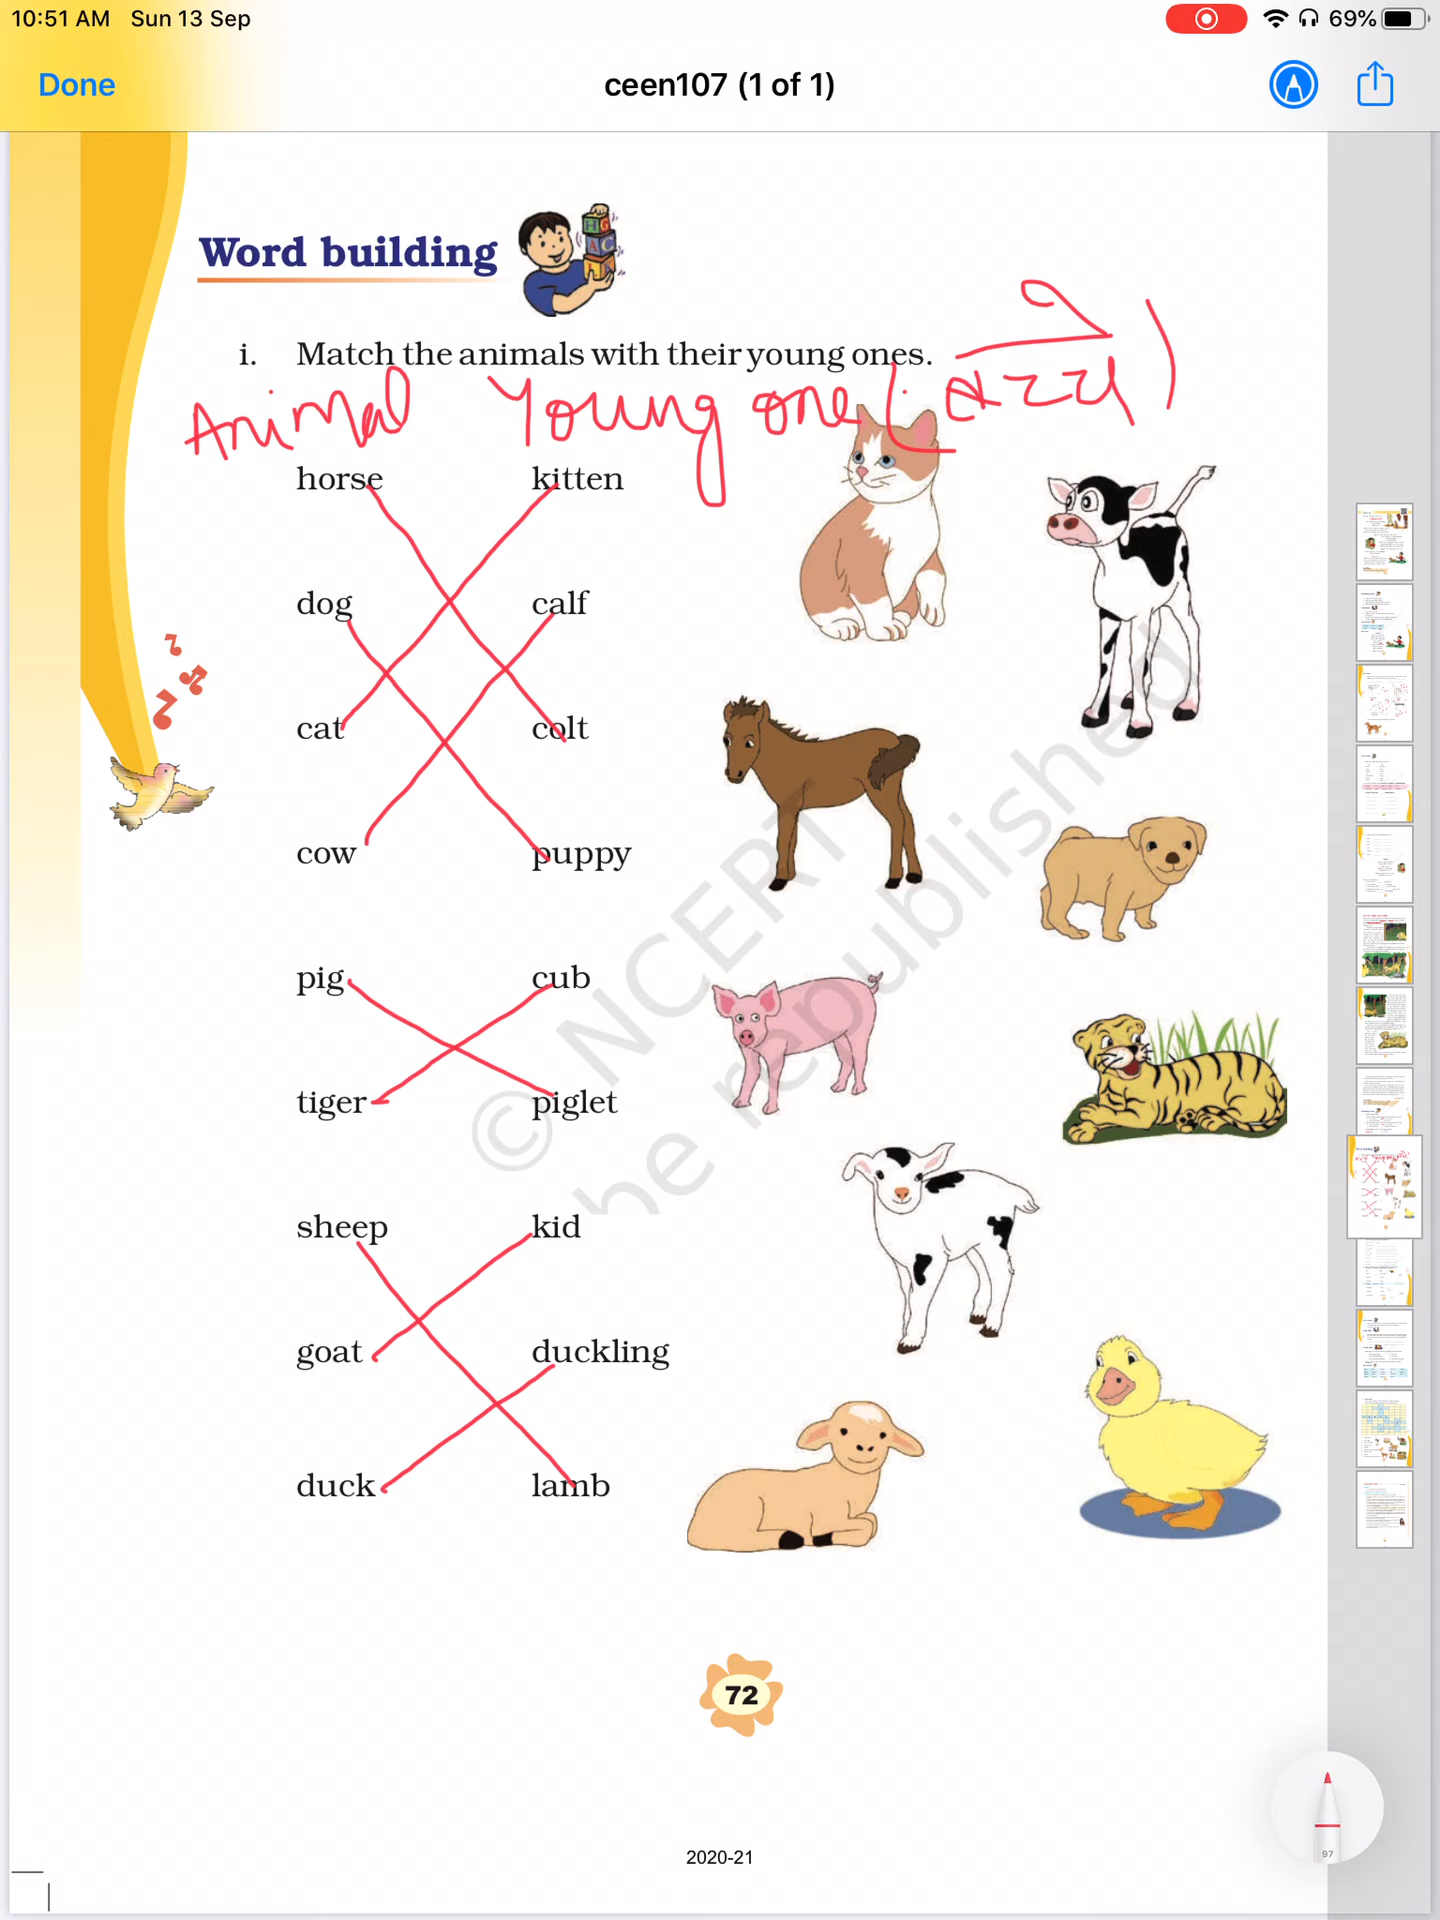 10:51 AM Sun 13 Sep 69%
Done ceen107 (1 of 1)
Word building
i. Match the animals with their young ones.
Animal Young one (बच्चे)
horse kitten
dog calf
cat colt
cow puppy
pig cub
tiger piglet
sheep kid
goat duckling
duck lamb
© NCERT
be republished
72
2020-21
97